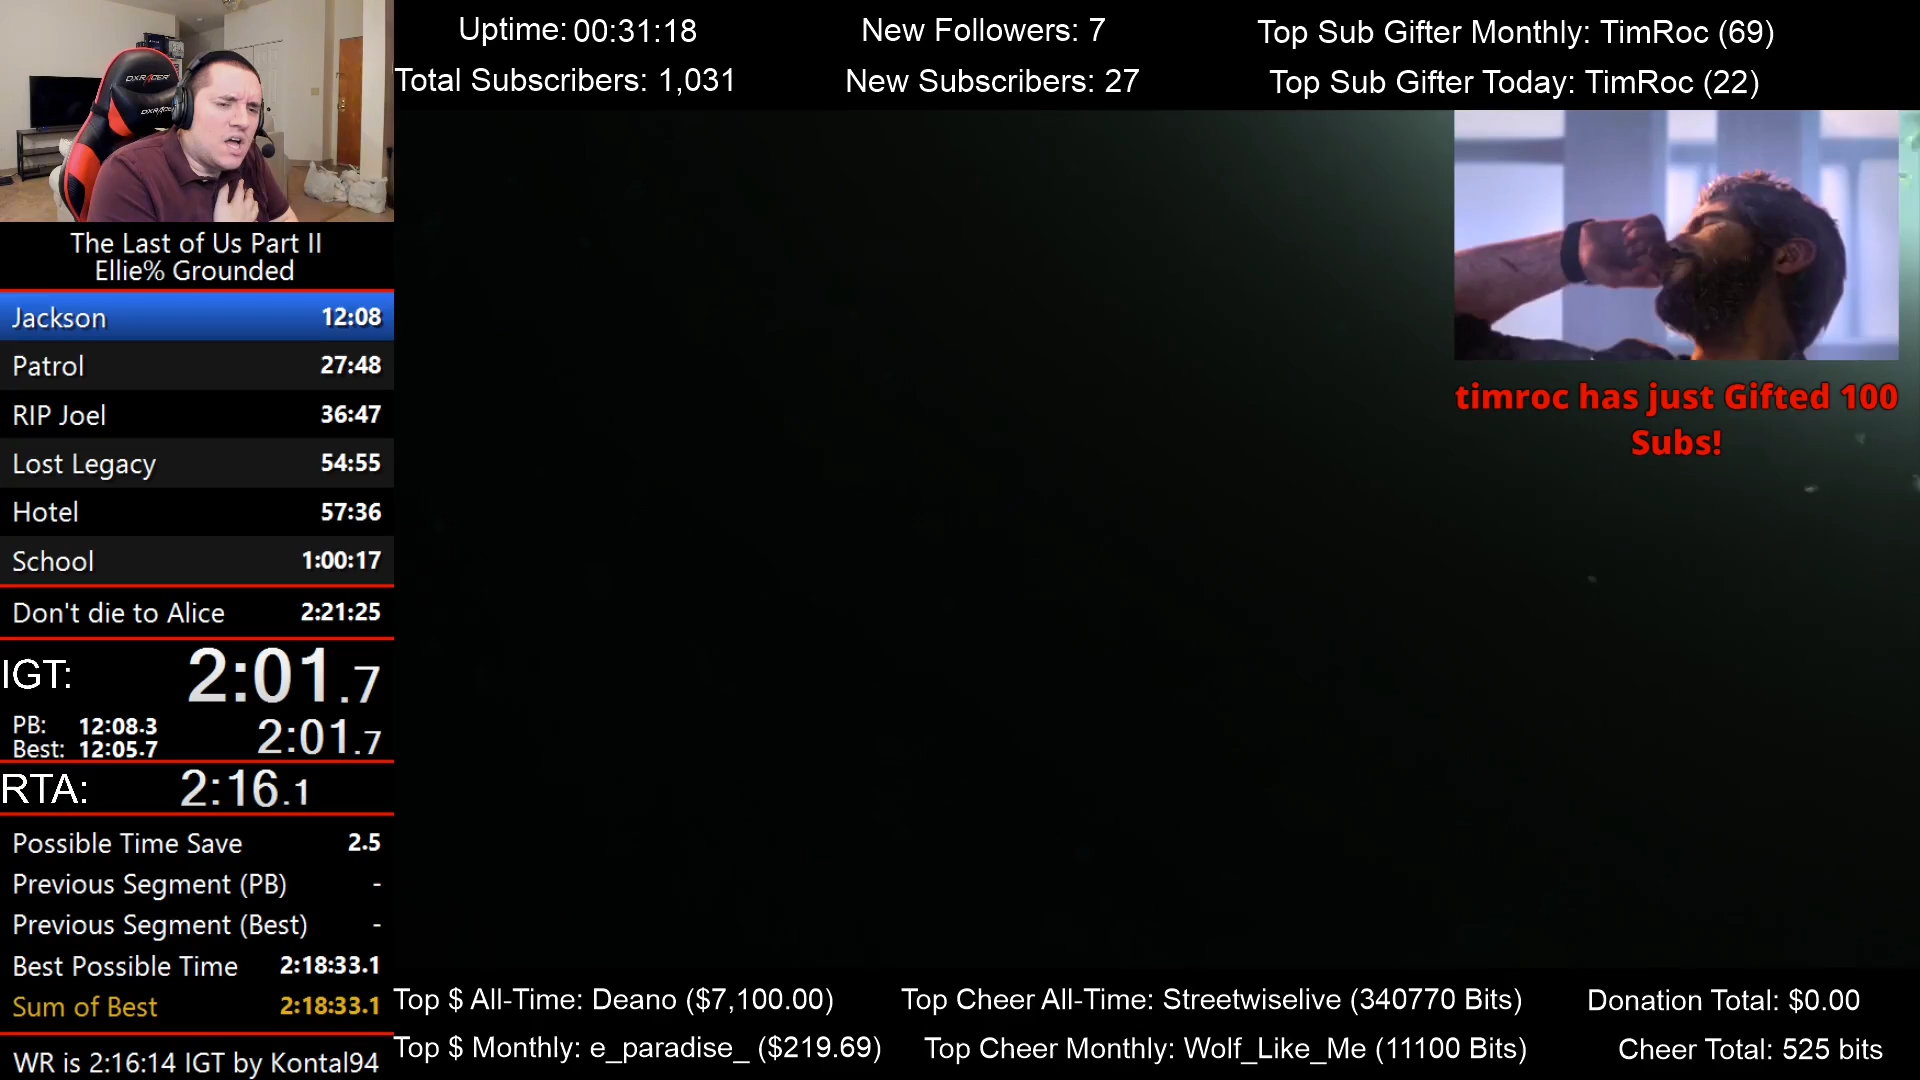 Uptime: 00:31:18
New Followers: 7
Top Sub Gifter Monthly: TimRoc (69)
Total Subscribers: 1,031
New Subscribers: 27
Top Sub Gifter Today: TimRoc (22)
DXRACER
The Last of Us Part II
Ellie% Grounded
Jackson 12:08
Patrol 27:48
RIP Joel 36:47
Lost Legacy 54:55
Hotel 57:36
School 1:00:17
Don't die to Alice 2:21:25
IGT: 2:01.7
PB: 12:08.3
Best: 12:05.7
2:01.7
RTA: 2:16.1
Possible Time Save 2.5
Previous Segment (PB) -
Previous Segment (Best) -
Best Possible Time 2:18:33.1
Sum of Best 2:18:33.1
WR is 2:16:14 IGT by Kontal94
timroc has just Gifted 100
Subs!
Top $ All-Time: Deano ($7,100.00)
Top Cheer All-Time: Streetwiselive (340770 Bits)
Donation Total: $0.00
Top $ Monthly: e_paradise_ ($219.69)
Top Cheer Monthly: Wolf_Like_Me (11100 Bits)
Cheer Total: 525 bits